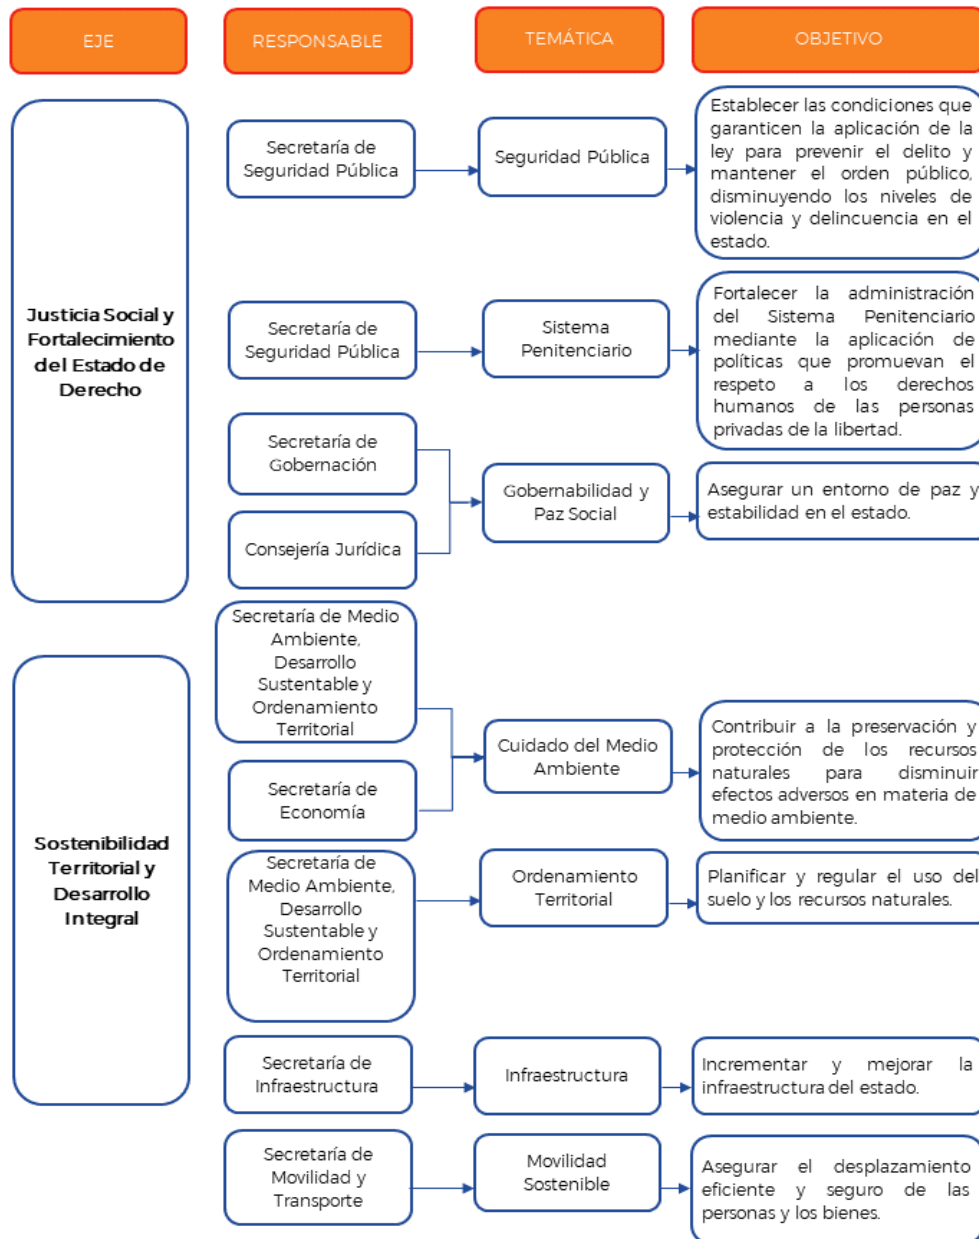 EJE
RESPONSABLE
TEMÁTICA
OBJETIVO
Justicia Social y
Fortalecimiento
del Estado de
Derecho
Secretaría de
Seguridad Pública
Seguridad Pública
Establecer las condiciones que
garanticen la aplicación de la
ley para prevenir el delito y
mantener el orden público,
disminuyendo los niveles de
violencia y delincuencia en el
estado.
Secretaría de
Seguridad Pública
Sistema
Penitenciario
Fortalecer la administración
del Sistema Penitenciario
mediante la aplicación de
políticas que promuevan el
respeto a los derechos
humanos de las personas
privadas de la libertad.
Secretaría de
Gobernación
Consejería Jurídica
Gobernabilidad y
Paz Social
Asegurar un entorno de paz y
estabilidad en el estado.
Sostenibilidad
Territorial y
Desarrollo
Integral
Secretaría de Medio
Ambiente,
Desarrollo
Sustentable y
Ordenamiento
Territorial
Secretaría de
Economía
Cuidado del Medio
Ambiente
Contribuir a la preservación y
protección de los recursos
naturales para disminuir
efectos adversos en materia de
medio ambiente.
Secretaría de
Medio Ambiente,
Desarrollo
Sustentable y
Ordenamiento
Territorial
Ordenamiento
Territorial
Planificar y regular el uso del
suelo y los recursos naturales.
Secretaría de
Infraestructura
Infraestructura
Incrementar y mejorar la
infraestructura del estado.
Secretaría de
Movilidad y
Transporte
Movilidad
Sostenible
Asegurar el desplazamiento
eficiente y seguro de las
personas y los bienes.